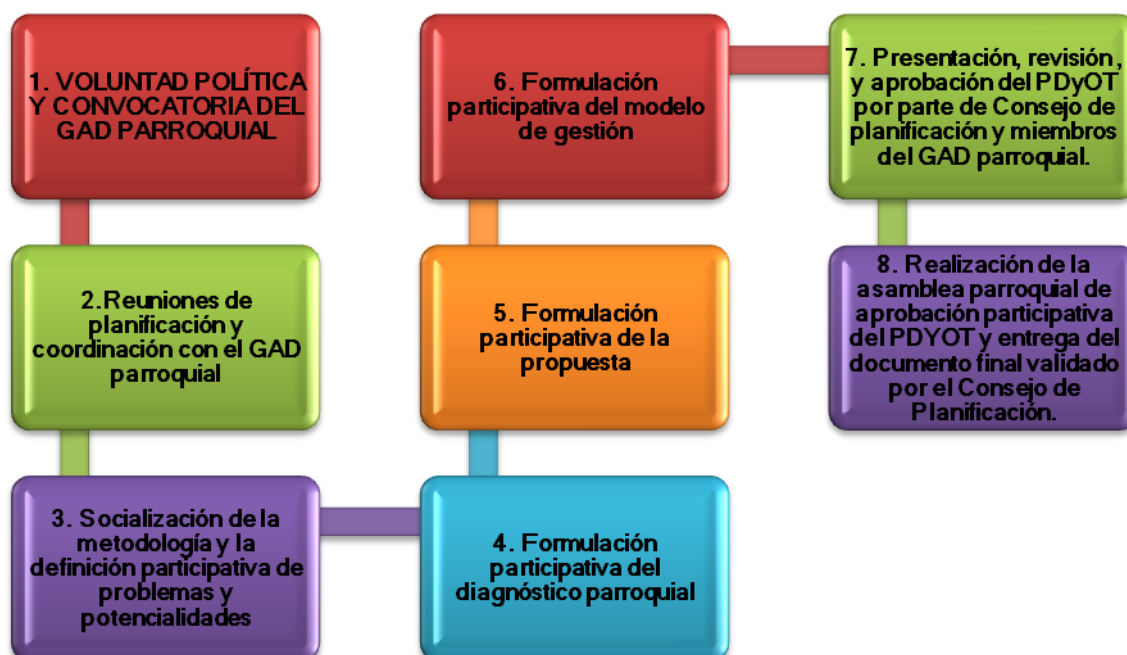 1. VOLUNTAD POLÍTICA
Y CONVOCATORIA DEL
GAD PARROQUIAL
2.Reuniones de
planificación y
coordinación con el GAD
parroquial
3. Socialización de la
metodología y la
definición participativa de
problemas y
potencialidades
4. Formulación
participativa del
diagnóstico parroquial
5. Formulación
participativa de la
propuesta
6. Formulación
participativa del modelo
de gestión
7. Presentación, revisión ,
y aprobación del PDyOT
por parte de Consejo de
planificación y miembros
del GAD parroquial.
8. Realización de la
asamblea parroquial de
aprobación participativa
del PDYOT y entrega del
documento final validado
por el Consejo de
Planificación.